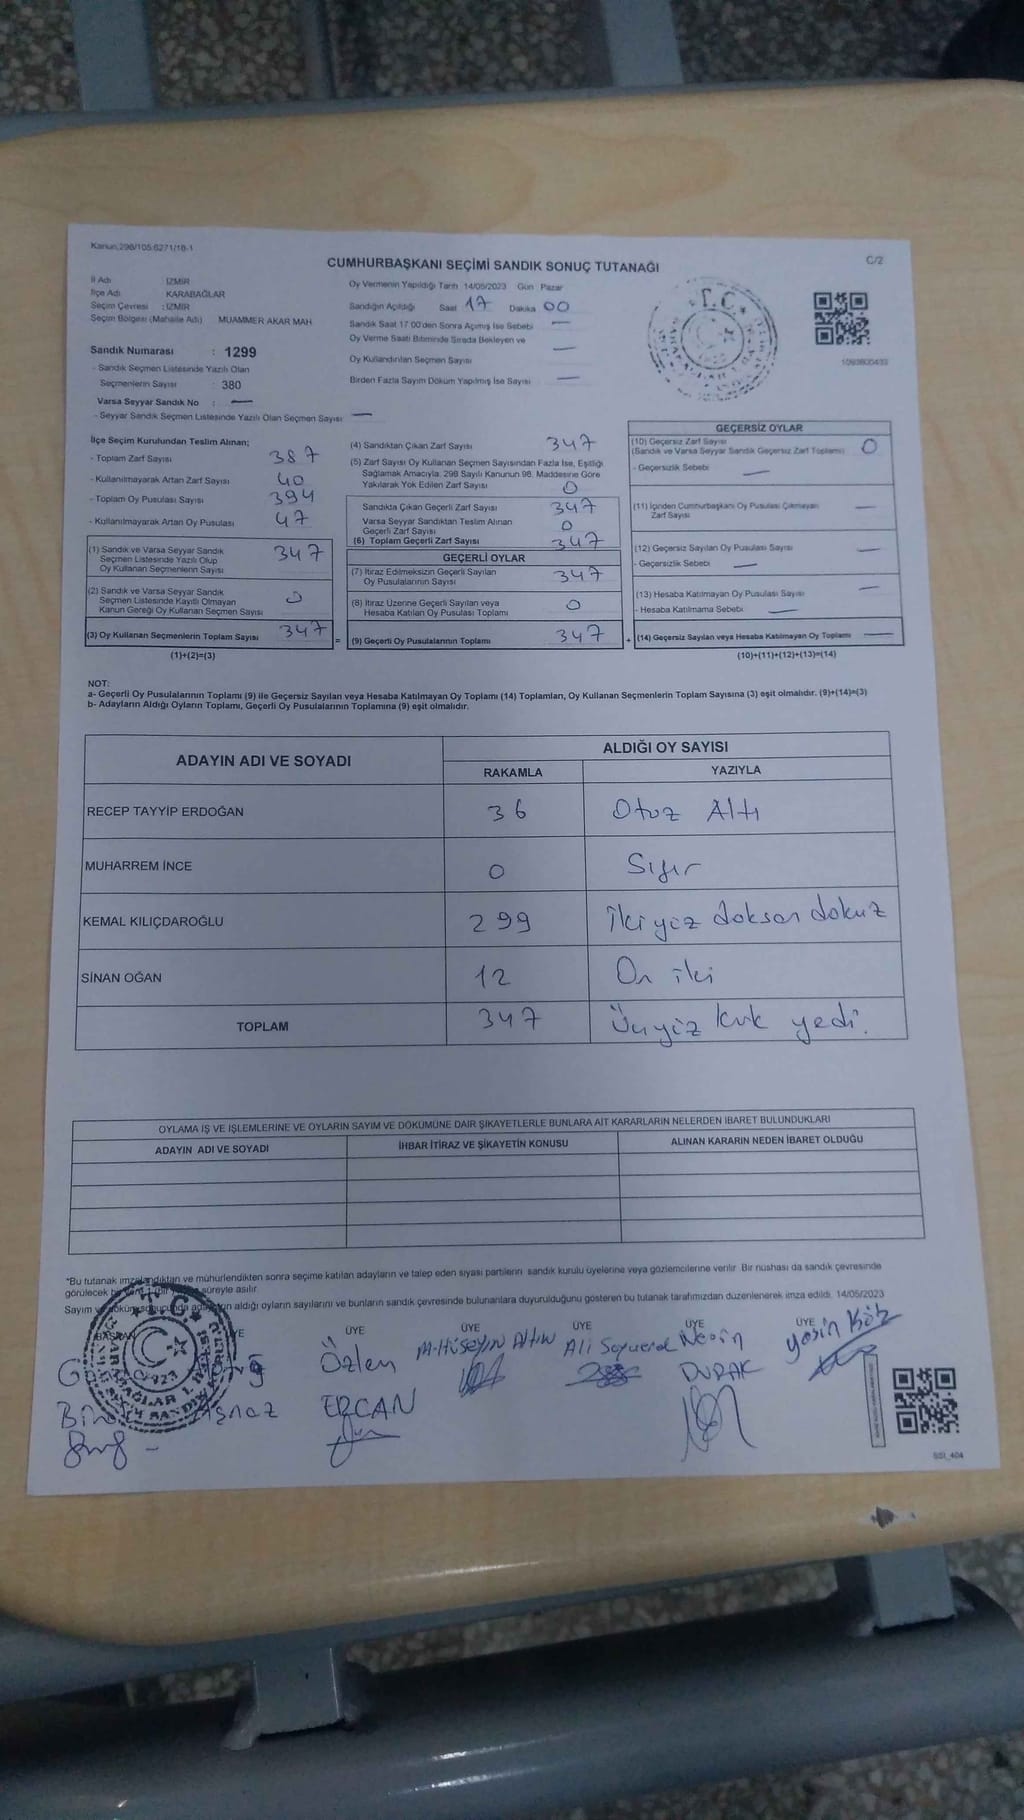 Kanun:298/105:6271/18-1
C/2
CUMHURBAŞKANI SEÇİMİ SANDIK SONUÇ TUTANAĞI
İl Adı : İZMİR
İlçe Adı KARABAĞLAR
Seçim Çevresi : İZMİR
Seçim Bölgesi (Mahalle Adı) MUAMMER AKAR MAH
Sandık Numarası : 1299
- Sandık Seçmen Listesinde Yazılı Olan
Seçmenlerin Sayısı : 380
Varsa Seyyar Sandık No : —
- Seyyar Sandık Seçmen Listesinde Yazılı Olan Seçmen Sayısı —
Oy Vermenin Yapıldığı Tarih 14/05/2023 Gün Pazar
Sandığın Açıldığı Saat 17 Dakika 00
Sandık Saat 17 00'den Sonra Açılmış İse Sebebi —
Oy Verme Saati Bitiminde Sırada Bekleyen ve
Oy Kullandırılan Seçmen Sayısı —
Birden Fazla Sayım Döküm Yapılmış İse Sayısı —
T.C.
1093800433
İlçe Seçim Kurulundan Teslim Alınan;
- Toplam Zarf Sayısı 387
- Kullanılmayarak Artan Zarf Sayısı 40
- Toplam Oy Pusulası Sayısı 394
- Kullanılmayarak Artan Oy Pusulası 47
(1) Sandık ve Varsa Seyyar Sandık
Seçmen Listesinde Yazılı Olup
Oy Kullanan Seçmenlerin Sayısı 347
(2) Sandık ve Varsa Seyyar Sandık
Seçmen Listesinde Kayıtlı Olmayan
Kanun Gereği Oy Kullanan Seçmen Sayısı 0
(3) Oy Kullanan Seçmenlerin Toplam Sayısı 347 =
(1)+(2)=(3)
(4) Sandıktan Çıkan Zarf Sayısı 347
(5) Zarf Sayısı Oy Kullanan Seçmen Sayısından Fazla İse, Eşitliği
Sağlamak Amacıyla, 298 Sayılı Kanunun 98. Maddesine Göre
Yakılarak Yok Edilen Zarf Sayısı 0
Sandıkta Çıkan Geçerli Zarf Sayısı 347
Varsa Seyyar Sandıktan Teslim Alınan
Geçerli Zarf Sayısı 0
(6) Toplam Geçerli Zarf Sayısı 347
GEÇERLİ OYLAR
(7) İtiraz Edilmeksizin Geçerli Sayılan
Oy Pusulalarının Sayısı 347
(8) İtiraz Üzerine Geçerli Sayılan veya
Hesaba Katılan Oy Pusulası Toplamı 0
(9) Geçerli Oy Pusulalarının Toplamı 347 +
GEÇERSİZ OYLAR
(10) Geçersiz Zarf Sayısı 0
(Sandık ve Varsa Seyyar Sandık Geçersiz Zarf Toplamı)
- Geçersizlik Sebebi —
(11) İçinden Cumhurbaşkanı Oy Pusulası Çıkmayan —
Zarf Sayısı
(12) Geçersiz Sayılan Oy Pusulası Sayısı —
- Geçersizlik Sebebi —
(13) Hesaba Katılmayan Oy Pusulası Sayısı —
- Hesaba Katılmama Sebebi —
(14) Geçersiz Sayılan veya Hesaba Katılmayan Oy Toplamı —
(10)+(11)+(12)+(13)=(14)
NOT:
a- Geçerli Oy Pusulalarının Toplamı (9) ile Geçersiz Sayılan veya Hesaba Katılmayan Oy Toplamı (14) Toplamları, Oy Kullanan Seçmenlerin Toplam Sayısına (3) eşit olmalıdır. (9)+(14)=(3)
b- Adayların Aldığı Oyların Toplamı, Geçerli Oy Pusulalarının Toplamına (9) eşit olmalıdır.
ADAYIN ADI VE SOYADI
ALDIĞI OY SAYISI
RAKAMLA YAZIYLA
RECEP TAYYİP ERDOĞAN 36 Otuz Altı
MUHARREM İNCE 0 Sıfır
KEMAL KILIÇDAROĞLU 299 İki yüz doksan dokuz
SİNAN OĞAN 12 On iki
TOPLAM 347 Üçyüz kırk yedi.
OYLAMA İŞ VE İŞLEMLERİNE VE OYLARIN SAYIM VE DÖKÜMÜNE DAİR ŞİKAYETLERLE BUNLARA AİT KARARLARIN NELERDEN İBARET BULUNDUKLARI
ADAYIN ADI VE SOYADI İHBAR İTİRAZ VE ŞİKAYETİN KONUSU ALINAN KARARIN NEDEN İBARET OLDUĞU
*Bu tutanak imzalandıktan ve mühürlendikten sonra seçime katılan adayların ve talep eden siyasi partilerin sandık kurulu üyelerine veya gözlemcilerine verilir. Bir nüshası da sandık çevresinde
görülecek bir süreyle asılır.
Sayım ve döküm sonucunda adayların aldığı oyların sayılarını ve bunların sandık çevresinde bulunanlara duyurulduğunu gösteren bu tutanak tarafımızdan düzenlenerek imza edildi. 14/05/2023
BAŞKAN ÜYE ÜYE ÜYE ÜYE ÜYE
Özlen ERCAN
M. Hüseyin Altın
Nesin DURAK
Yasin Köz
T.C.
1923
SSI_404